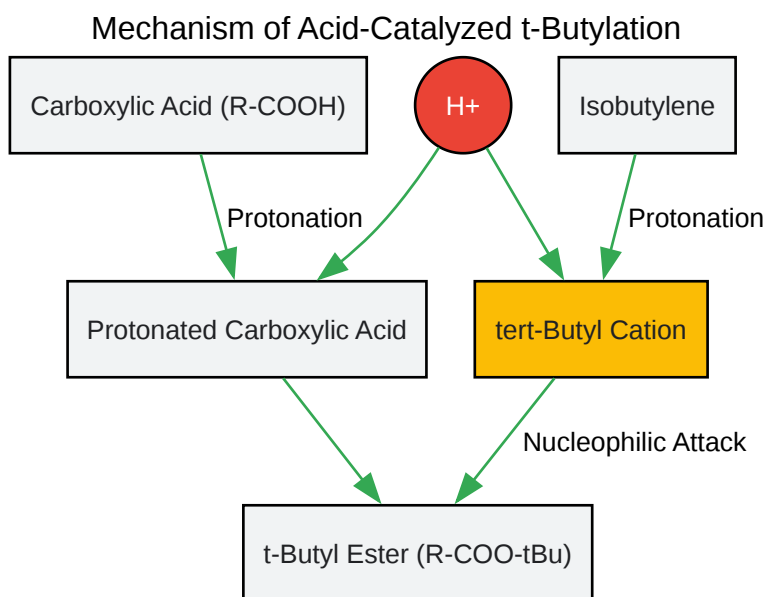 Mechanism of Acid-Catalyzed t-Butylation
Carboxylic Acid (R-COOH)
H+
Isobutylene
Protonation
Protonation
Protonated Carboxylic Acid
tert-Butyl Cation
Nucleophilic Attack
t-Butyl Ester (R-COO-tBu)